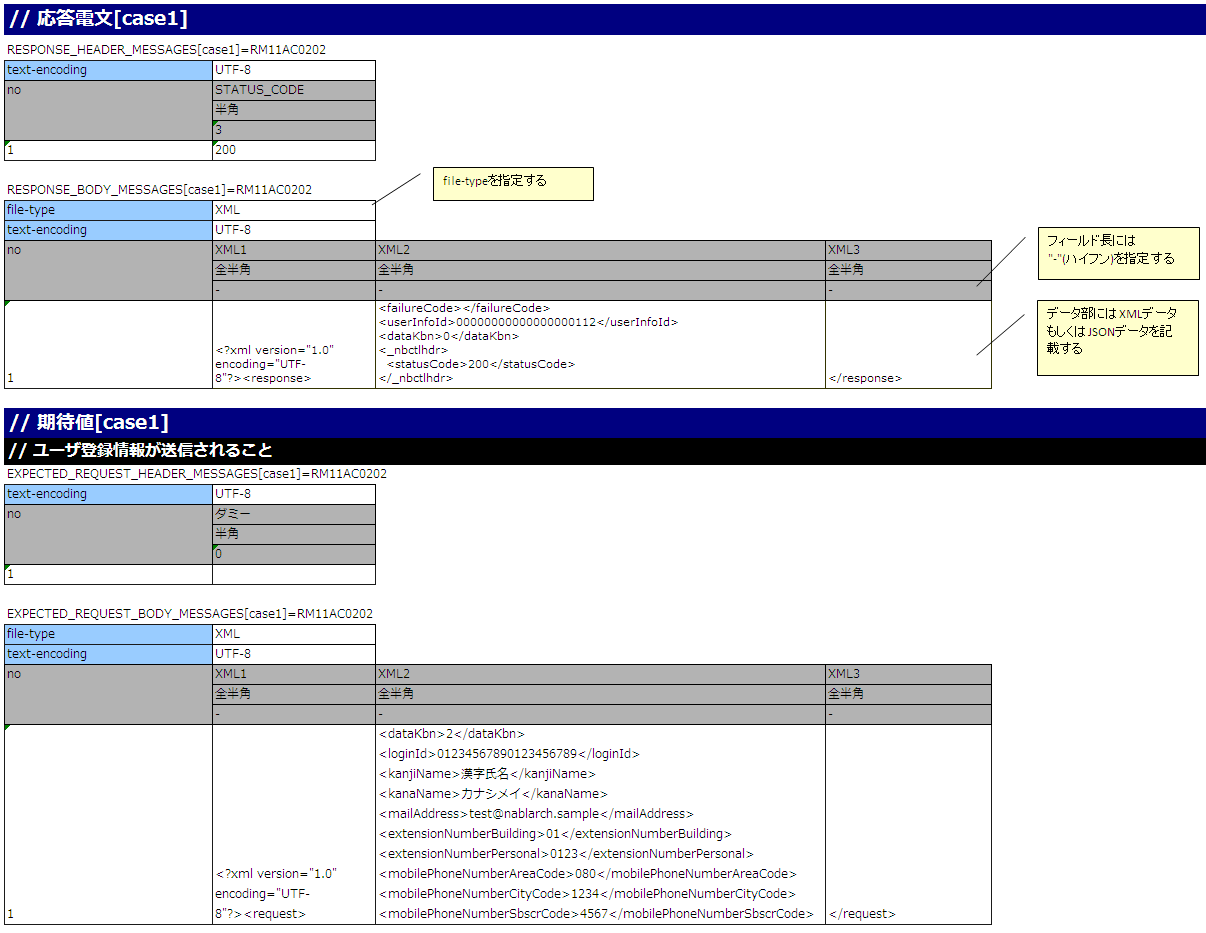 // 応答電文[case1]
RESPONSE_HEADER_MESSAGES[case1]=RM11AC0202
text-encoding UTF-8
no STATUS_CODE
半角
3
1 200
file-typeを指定する
RESPONSE_BODY_MESSAGES[case1]=RM11AC0202
file-type XML
text-encoding UTF-8
no XML1 XML2 XML3
全半角 全半角 全半角
- - -
フィールド長には
"-"(ハイフン)を指定する
<failureCode></failureCode>
<userInfoId>00000000000000000112</userInfoId>
<dataKbn>0</dataKbn>
<?xml version="1.0" <_nbctlhdr>
encoding="UTF- <statusCode>200</statusCode>
1 8"?><response> </_nbctlhdr> </response>
データ部にはXMLデータ
もしくはJSONデータを記
載する
// 期待値[case1]
// ユーザ登録情報が送信されること
EXPECTED_REQUEST_HEADER_MESSAGES[case1]=RM11AC0202
text-encoding UTF-8
no ダミー
半角
0
1
EXPECTED_REQUEST_BODY_MESSAGES[case1]=RM11AC0202
file-type XML
text-encoding UTF-8
no XML1 XML2 XML3
全半角 全半角 全半角
- - -
<dataKbn>2</dataKbn>
<loginId>01234567890123456789</loginId>
<kanjiName>漢字氏名</kanjiName>
<kanaName>カナシメイ</kanaName>
<mailAddress>test@nablarch.sample</mailAddress>
<extensionNumberBuilding>01</extensionNumberBuilding>
<extensionNumberPersonal>0123</extensionNumberPersonal>
<?xml version="1.0" <mobilePhoneNumberAreaCode>080</mobilePhoneNumberAreaCode>
encoding="UTF- <mobilePhoneNumberCityCode>1234</mobilePhoneNumberCityCode>
1 8"?><request> <mobilePhoneNumberSbscrCode>4567</mobilePhoneNumberSbscrCode> </request>